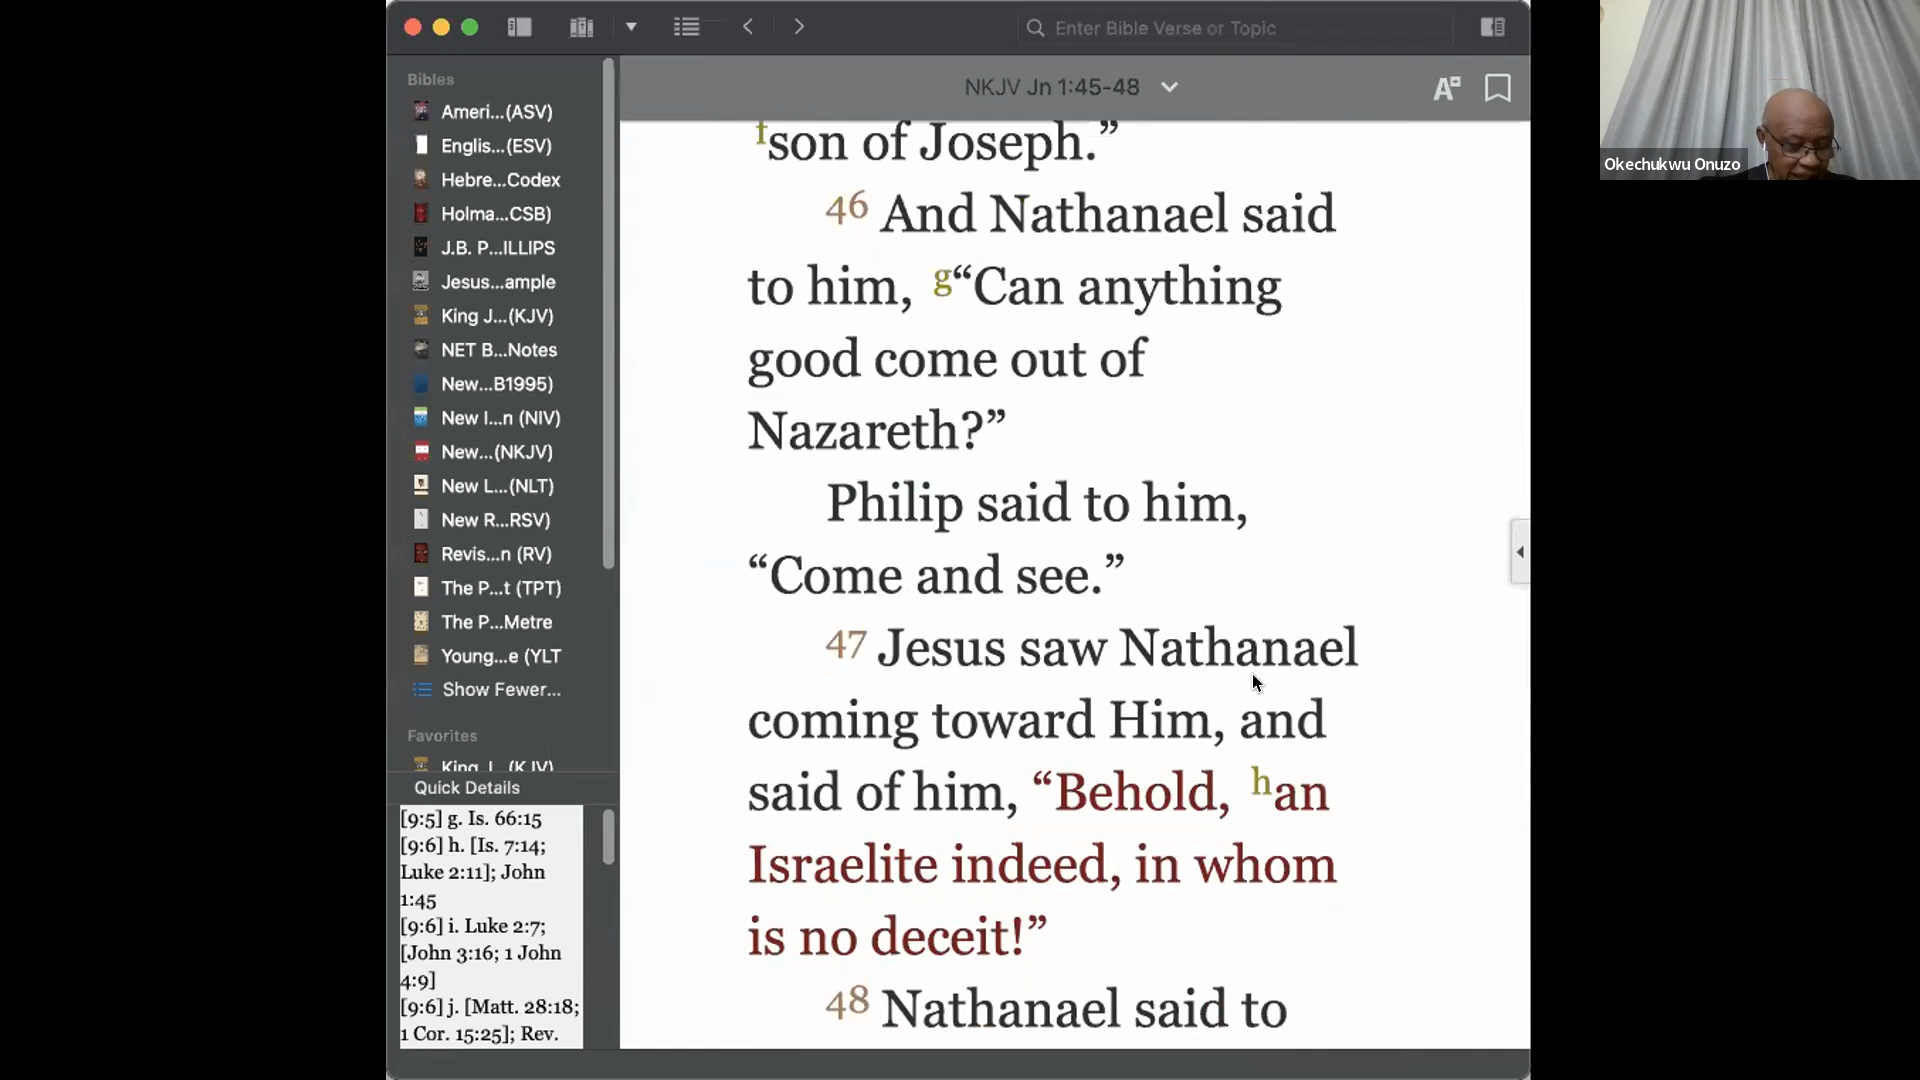 Enter Bible Verse or Topic
Bibles
Ameri...(ASV)
Englis...(ESV)
Hebre...Codex
Holma...CSB)
J.B. P...ILLIPS
Jesus...ample
King J...(KJV)
NET B...Notes
New...B1995)
New I...n (NIV)
New...(NKJV)
New L...(NLT)
New R...RSV)
Revis...n (RV)
The P...t (TPT)
The P...Metre
Young...e (YLT
Show Fewer...
Favorites
King J...(KJV)
Quick Details
[9:5] g. Is. 66:15
[9:6] h. [Is. 7:14;
Luke 2:11]; John
1:45
[9:6] i. Luke 2:7;
[John 3:16; 1 John
4:9]
[9:6] j. [Matt. 28:18;
1 Cor. 15:25]; Rev.
NKJV Jn 1:45-48
A
fson of Joseph.”
46 And Nathanael said
to him, g“Can anything
good come out of
Nazareth?”
Philip said to him,
“Come and see.”
47 Jesus saw Nathanael
coming toward Him, and
said of him, “Behold, han
Israelite indeed, in whom
is no deceit!”
48 Nathanael said to
Okechukwu Onuzo